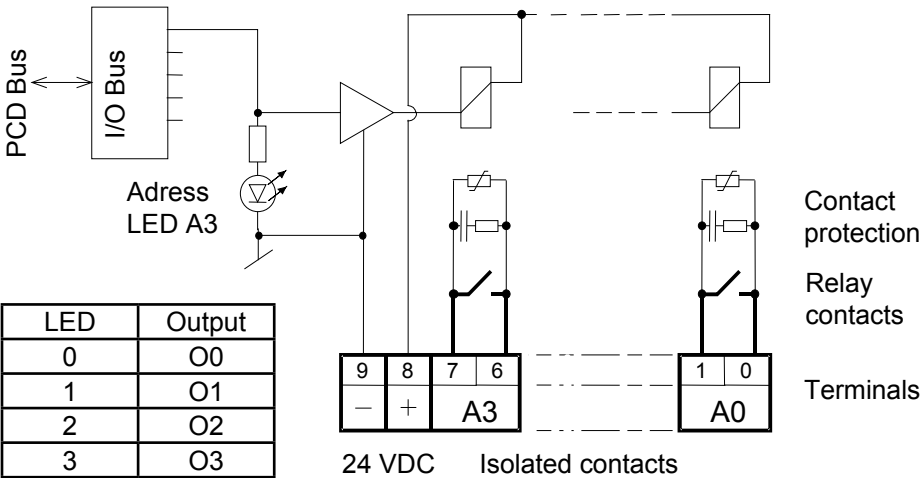 PCD Bus
I/O Bus
Adress
LED A3
Contact
protection
Relay
contacts
LED Output
0 O0
1 O1
2 O2
3 O3
9 8 7 6 1 0
– + A3 A0
Terminals
24 VDC Isolated contacts